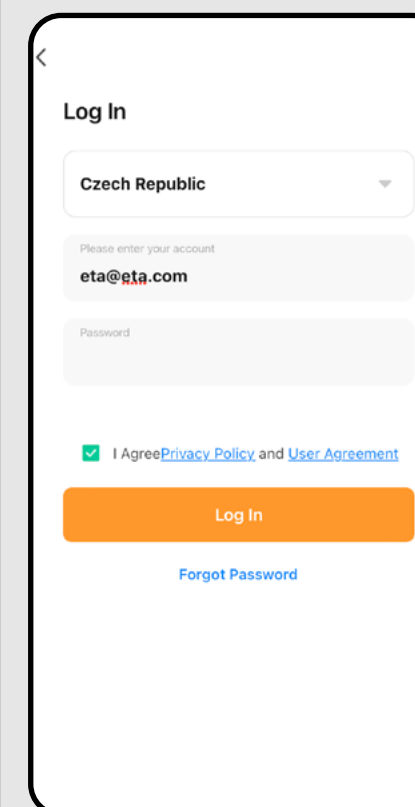 Log In
Czech Republic
Please enter your account
eta@eta.com
Password
I AgreePrivacy Policy and User Agreement
Log In
Forgot Password